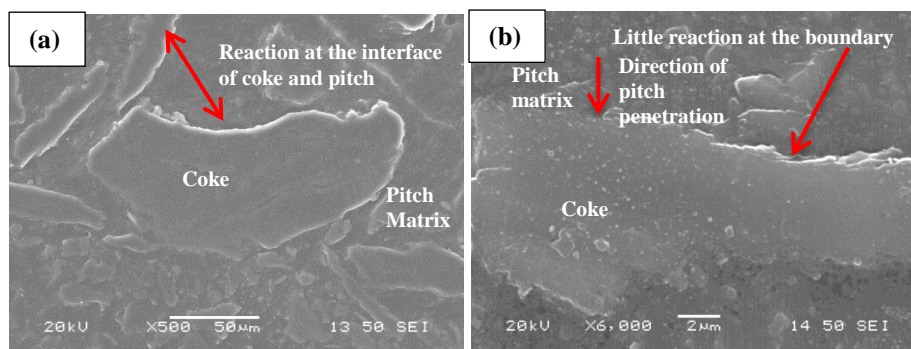 (a)
Reaction at the interface
of coke and pitch
Coke
Pitch
Matrix
20kV X500 50µm 13 50 SEI
(b)
Little reaction at the boundary
Pitch
matrix
Direction of
pitch
penetration
Coke
20kV X6,000 2µm 14 50 SEI